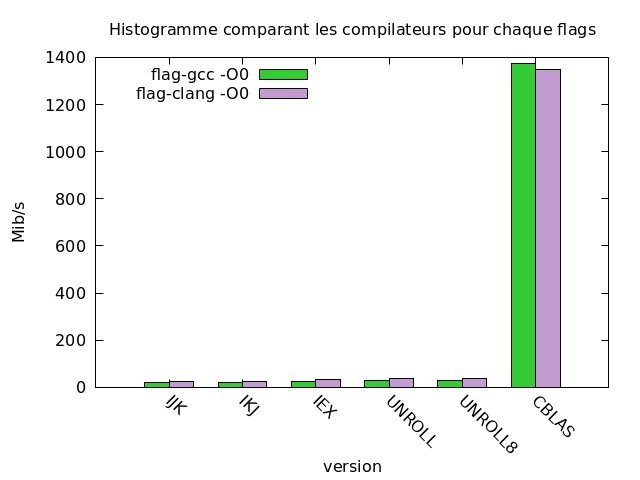 Histogramme comparant les compilateurs pour chaque flags
1400
1200
1000
800
600
400
200
0
Mib/s
flag-gcc -O0
flag-clang -O0
IJK
IKJ
IEX
UNROLL
UNROLL8
CBLAS
version